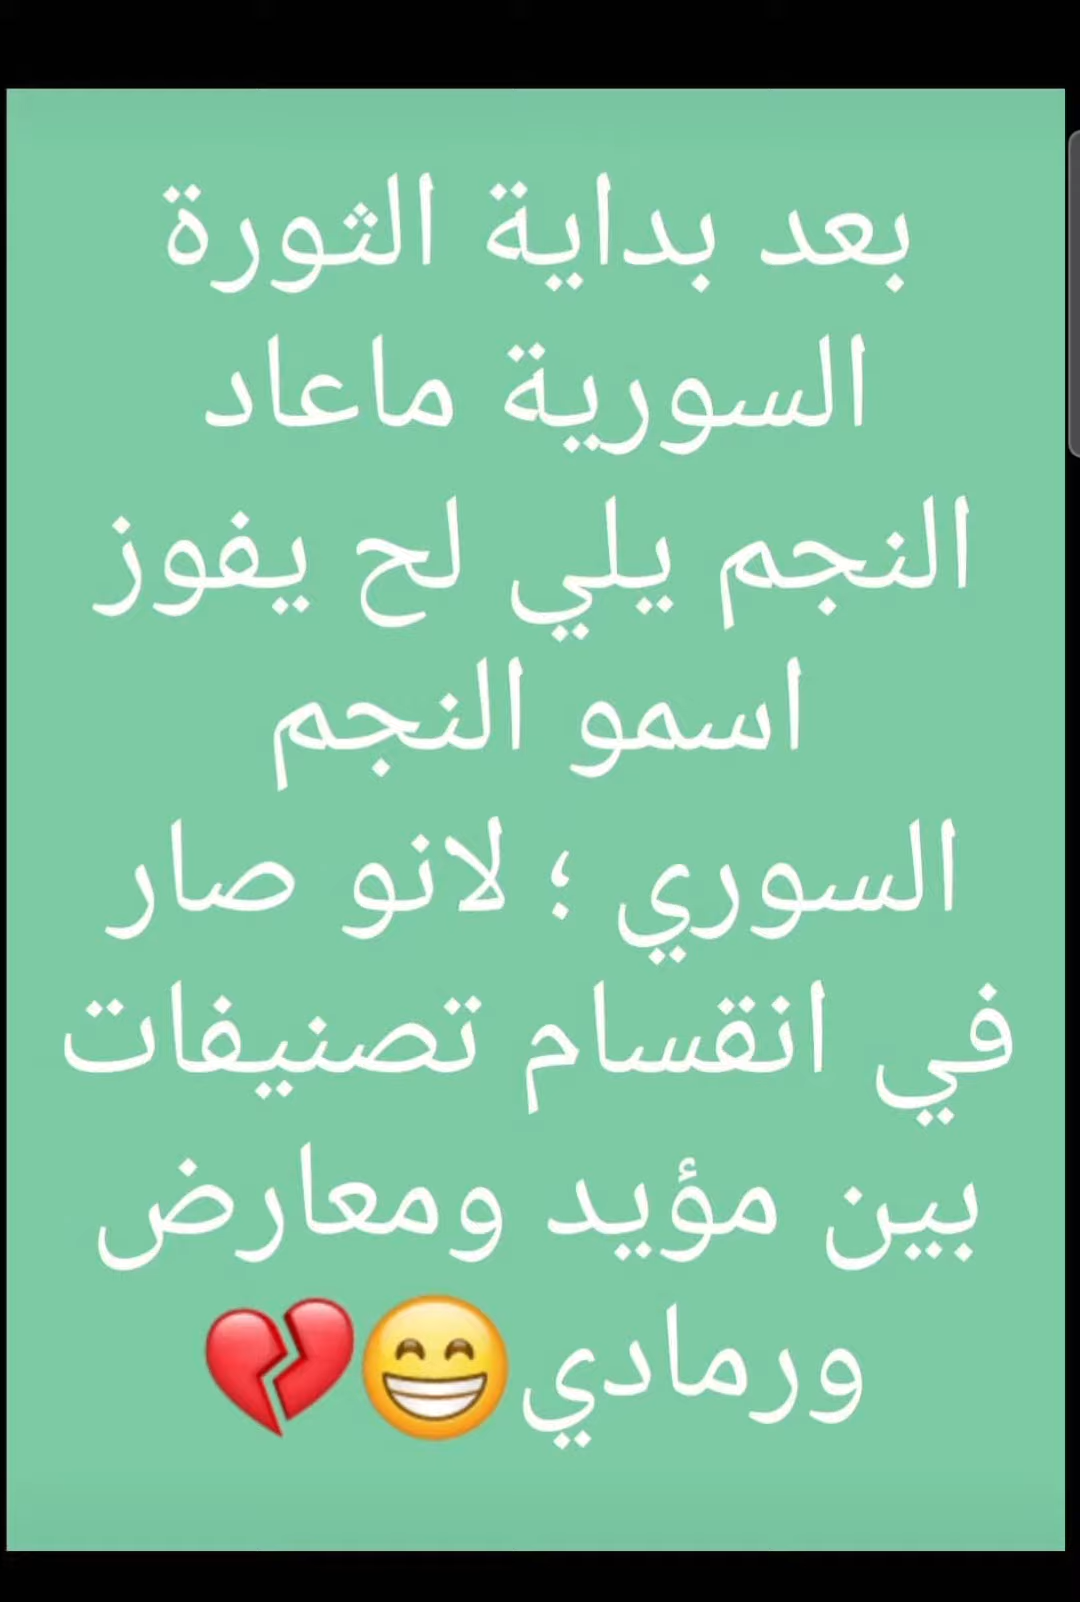 بعد بداية الثورة
السورية ماعاد
النجم يلي لح يفوز
اسمو النجم
السوري ؛ لانو صار
في انقسام تصنيفات
بين مؤيد ومعارض
ورمادي😁💔